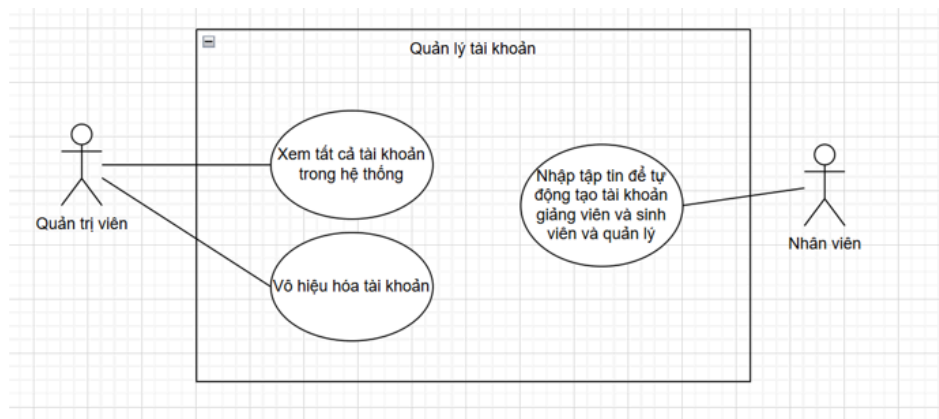 Quản lý tài khoản
Xem tất cả tài khoản
trong hệ thống
Quản trị viên
Vô hiệu hóa tài khoản
Nhập tập tin để tự
động tạo tài khoản
giảng viên và sinh
viên và quản lý
Nhân viên